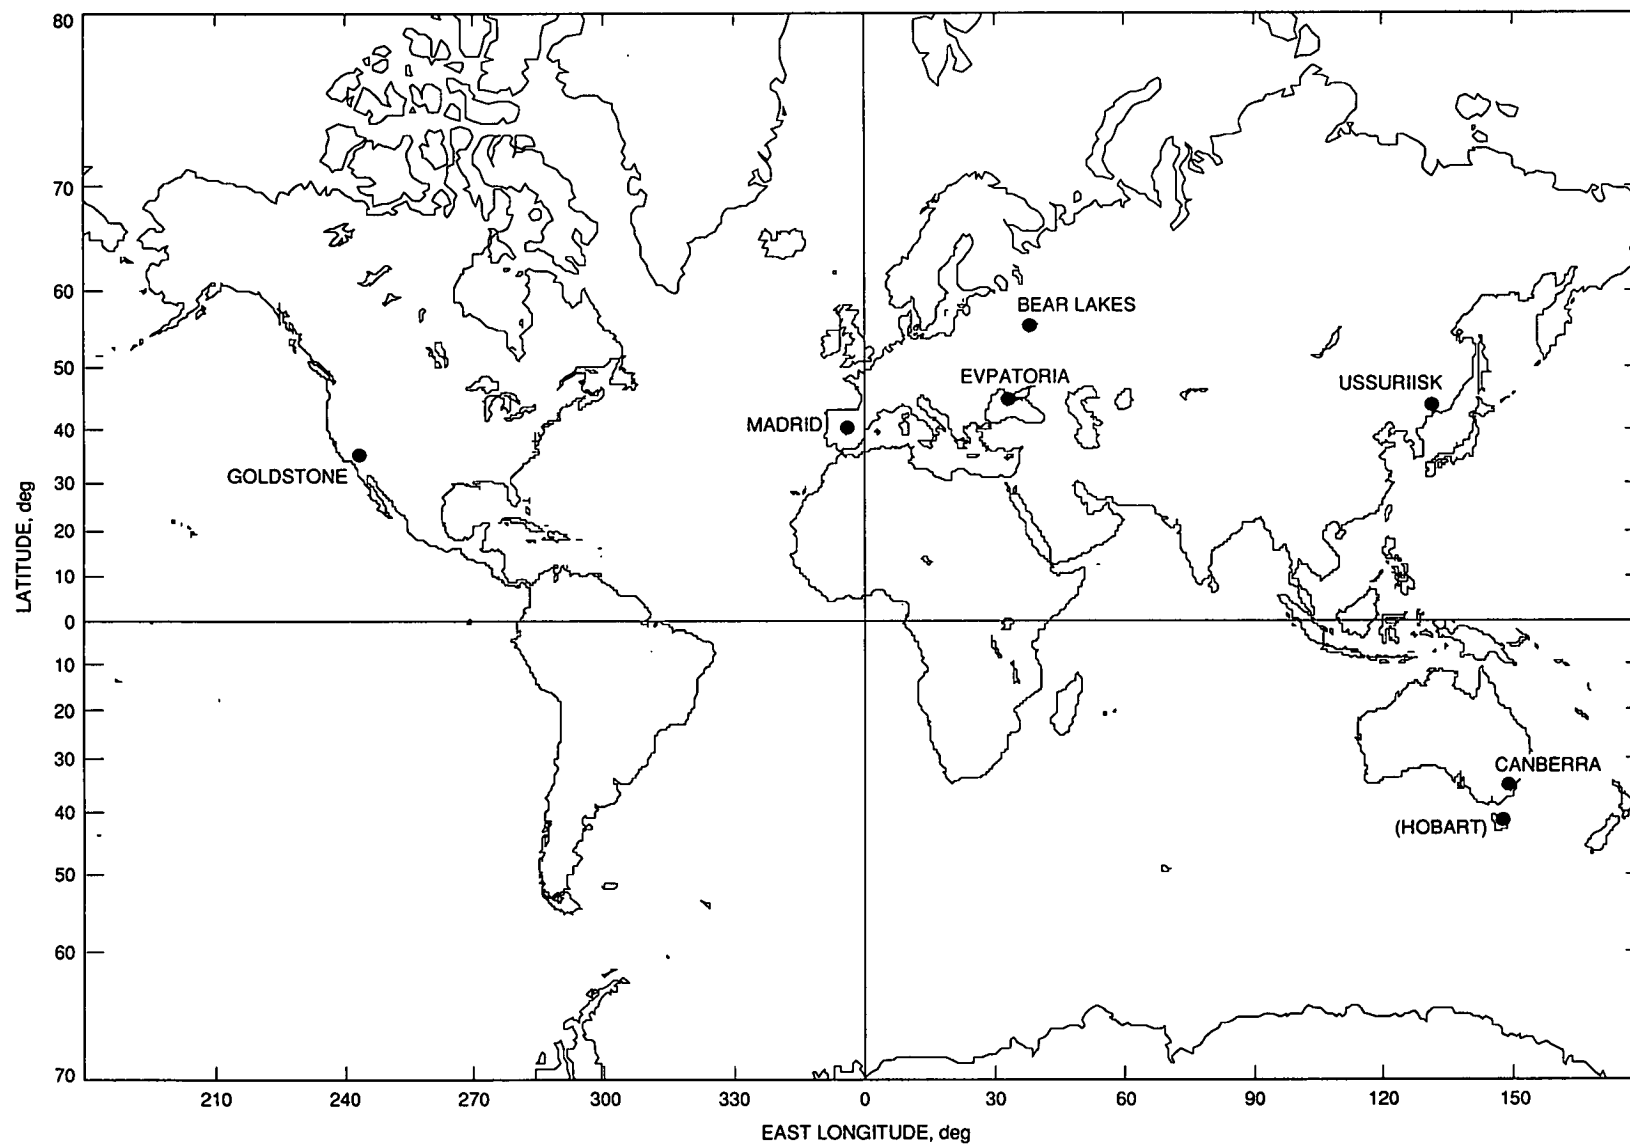 80
70
60
50
40
30
20
10
0
10
20
30
40
50
60
70
LATITUDE, deg
BEAR LAKES
EVPATORIA
USSURIISK
MADRID
GOLDSTONE
CANBERRA
(HOBART)
210 240 270 300 330 0 30 60 90 120 150
EAST LONGITUDE, deg